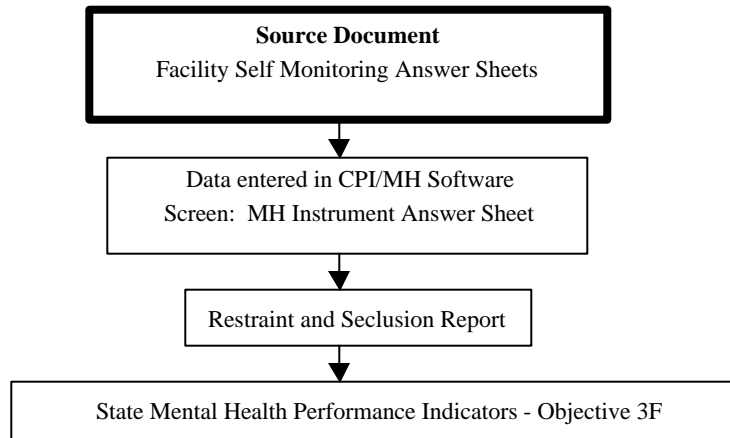 Source Document
Facility Self Monitoring Answer Sheets
Data entered in CPI/MH Software
Screen: MH Instrument Answer Sheet
Restraint and Seclusion Report
State Mental Health Performance Indicators - Objective 3F